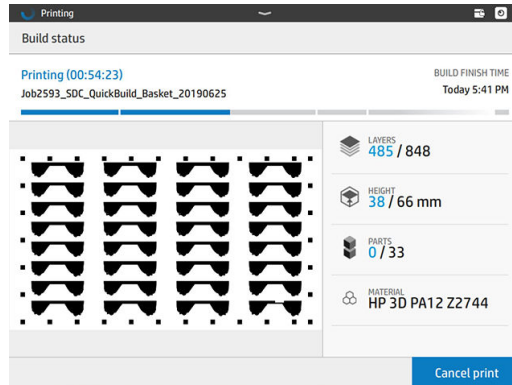 Printing
Build status
Printing (00:54:23)
Job2593_SDC_QuickBuild_Basket_20190625
BUILD FINISH TIME
Today 5:41 PM
LAYERS
485 / 848
HEIGHT
38 / 66 mm
PARTS
0 / 33
MATERIAL
HP 3D PA12 Z2744
Cancel print